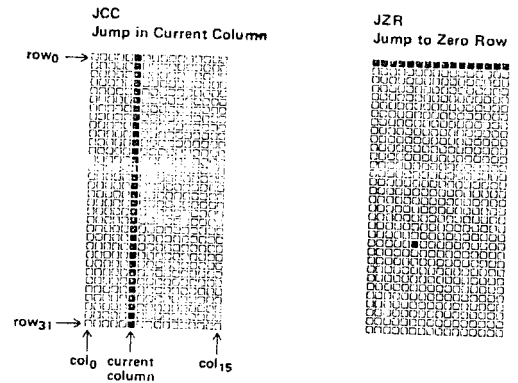 JCC
Jump in Current Column
row0
row31
col0
current
column
col15
JZR
Jump to Zero Row